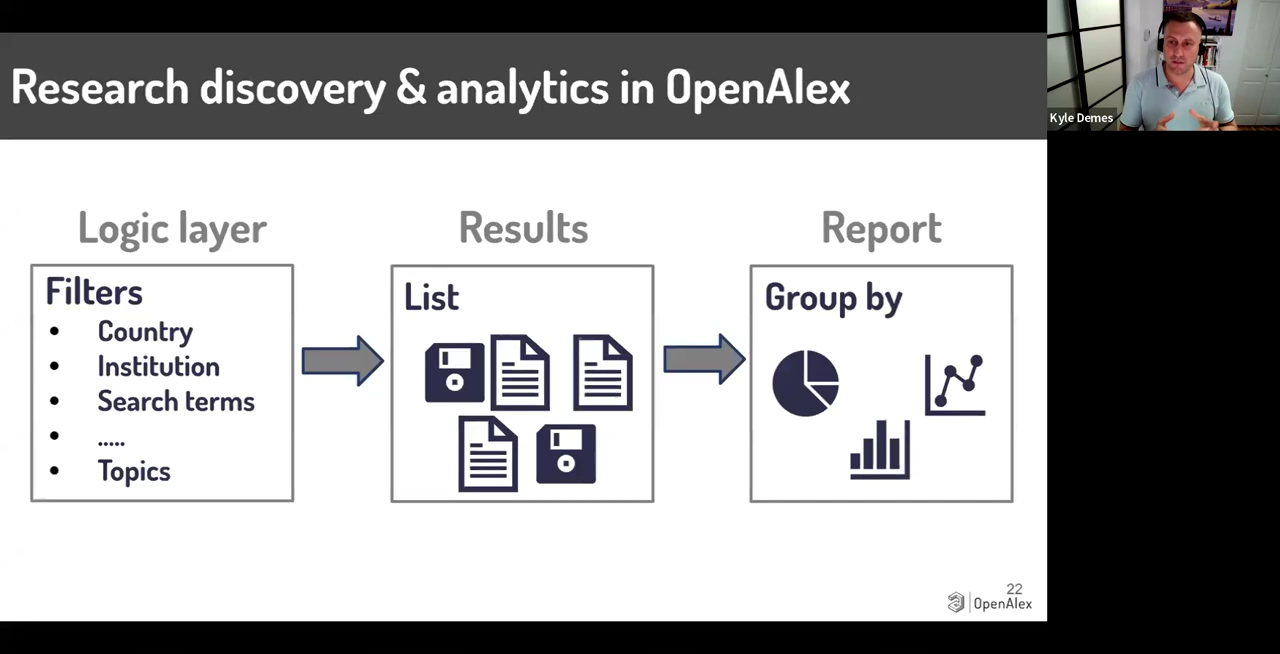 Research discovery & analytics in OpenAlex
Kyle Demes
Logic layer
Results
Report
Filters
• Country
• Institution
• Search terms
• .....
• Topics
List
Group by
22
OpenAlex